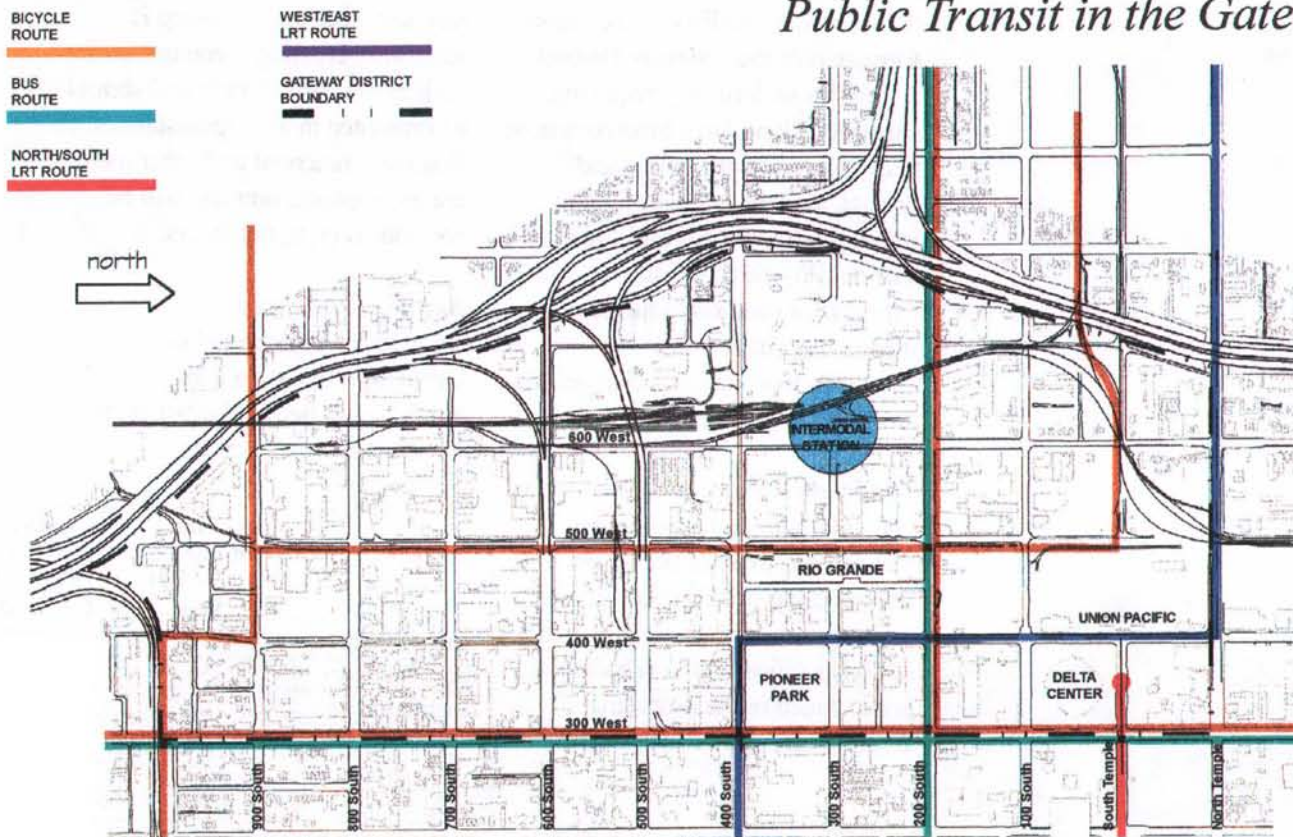 Public Transit in the Gate
BICYCLE
ROUTE
WEST/EAST
LRT ROUTE
BUS
ROUTE
GATEWAY DISTRICT
BOUNDARY
NORTH/SOUTH
LRT ROUTE
north
600 West
INTERMODAL
STATION
500 West
RIO GRANDE
UNION PACIFIC
400 West
PIONEER
PARK
DELTA
CENTER
300 West
900 South
800 South
700 South
600 South
500 South
400 South
300 South
200 South
100 South
South Temple
North Temple